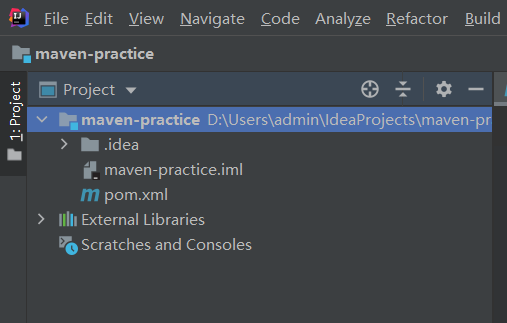 File Edit View Navigate Code Analyze Refactor Build
maven-practice
1: Project
Project
maven-practice D:\Users\admin\IdeaProjects\maven-pr
.idea
maven-practice.iml
pom.xml
External Libraries
Scratches and Consoles